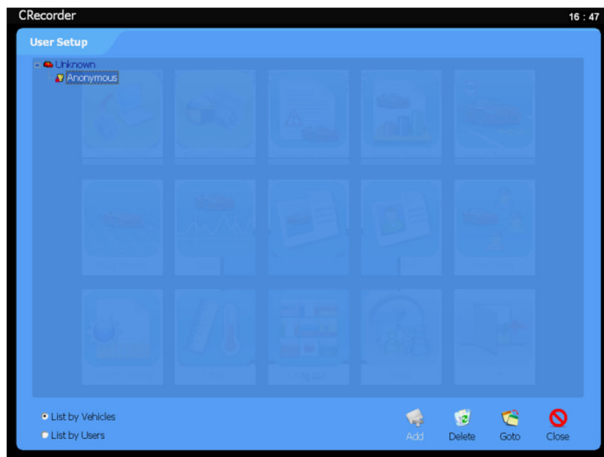 CRecorder
16 : 47
User Setup
Unknown
Anonymous
List by Vehicles
List by Users
Add
Delete
Goto
Close